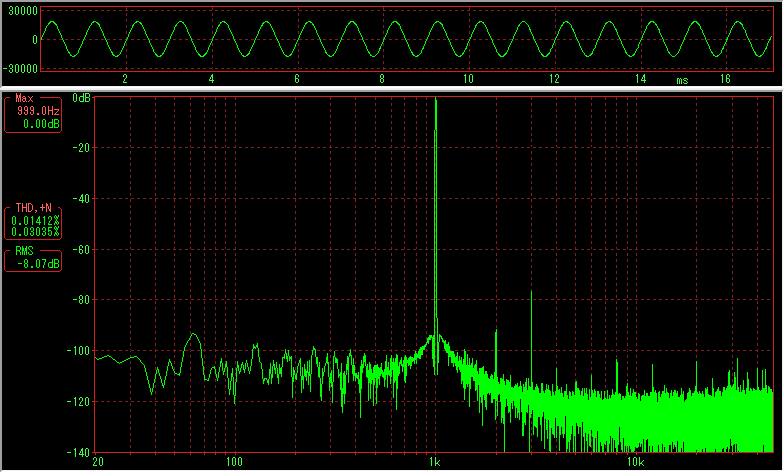 30000
0
-30000
2 4 6 8 10 12 14 ms 16
Max
999.0Hz
0.00dB
THD,+N
0.01412%
0.03035%
RMS
-8.07dB
0dB
-20
-40
-60
-80
-100
-120
-140
20 100 1k 10k